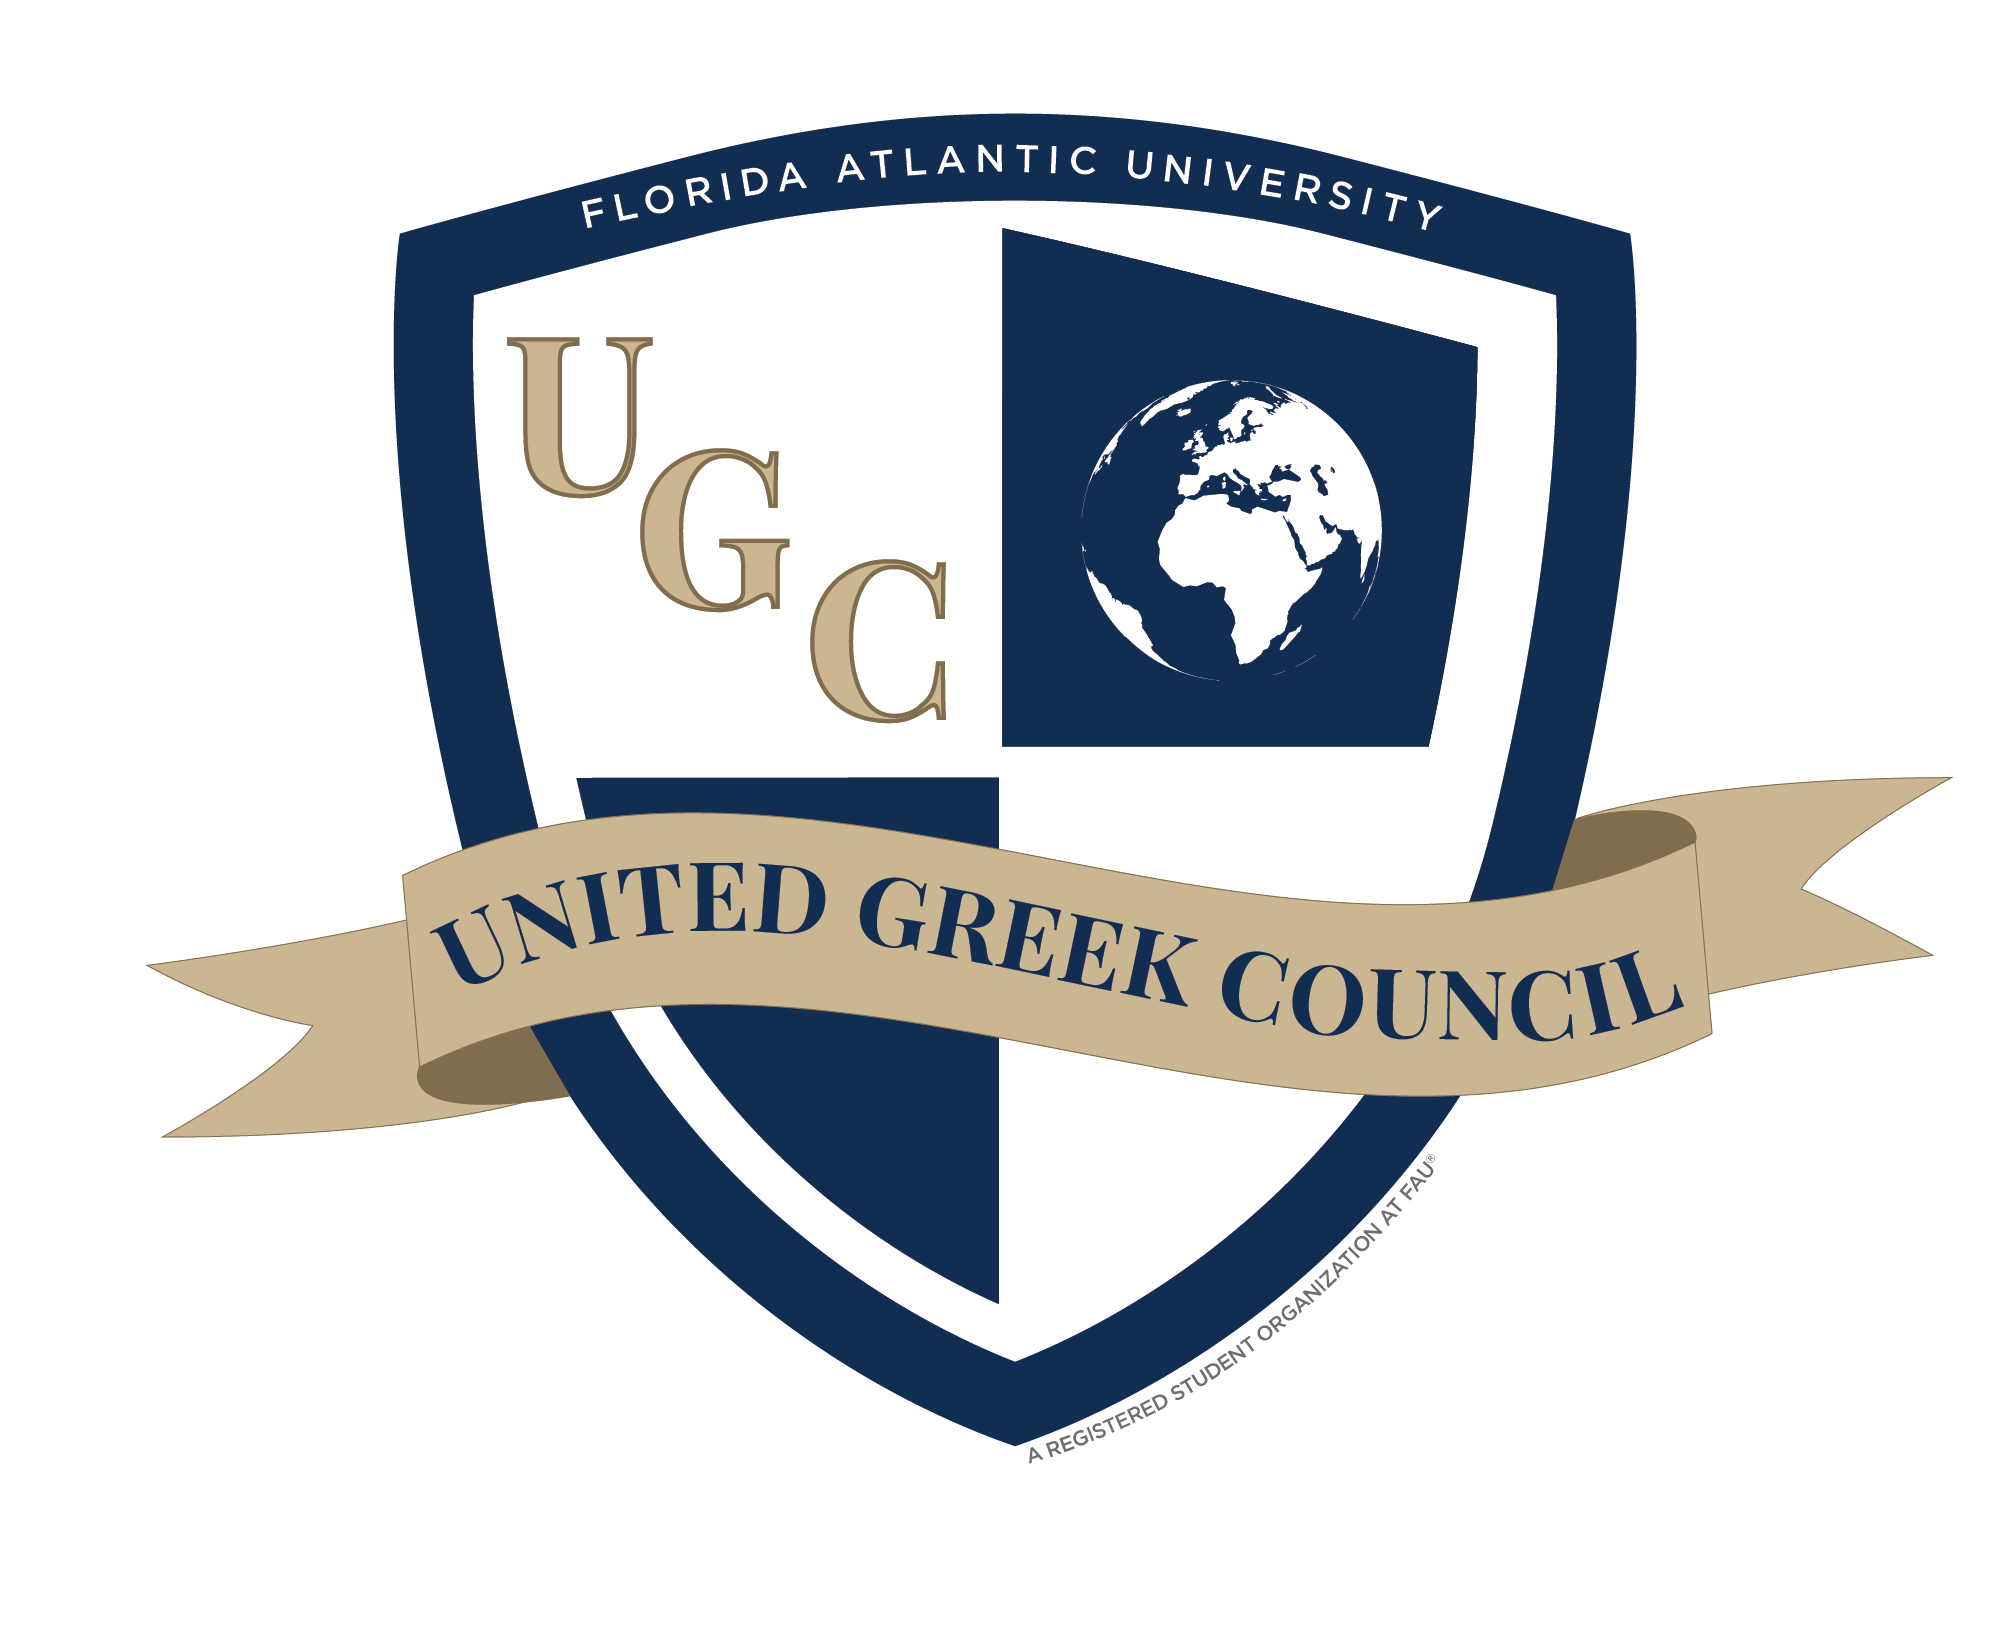 FLORIDA ATLANTIC UNIVERSITY
UGC
UNITED GREEK COUNCIL
A REGISTERED STUDENT ORGANIZATION AT FAU®